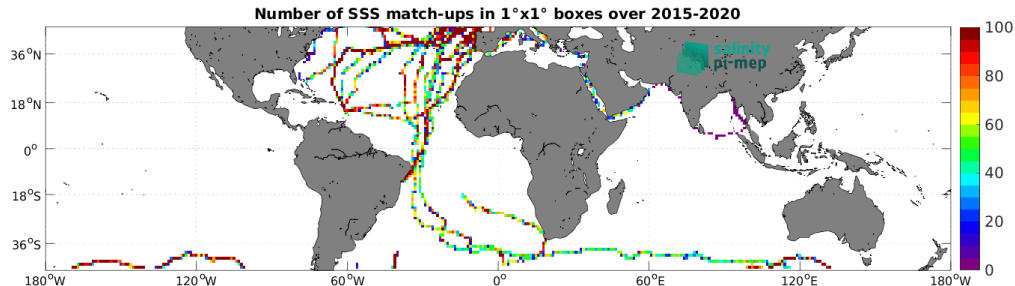 Number of SSS match-ups in 1°x1° boxes over 2015-2020
100
80
60
40
20
0
36°N
18°N
0°
18°S
36°S
180°W
120°W
60°W
0°C
60°E
120°E
180°W
salinity
pi-mep